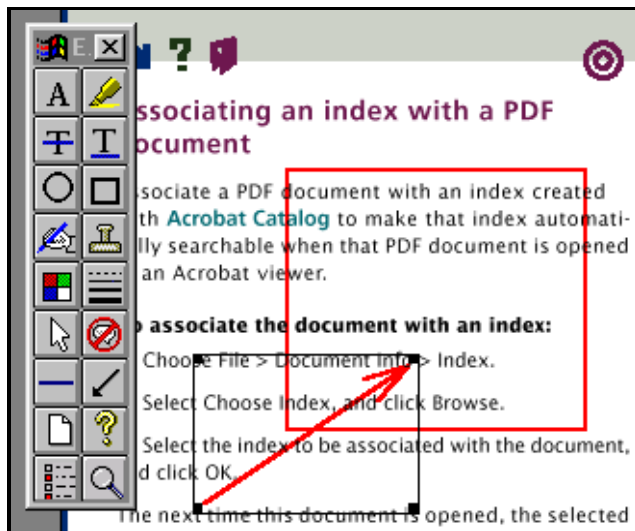 E.
?
ssociating an index with a PDF
ocument
A
T
T
sociate a PDF document with an index created
th Acrobat Catalog to make that index automati-
lly searchable when that PDF document is opened
an Acrobat viewer.
o associate the document with an index:
Choose File > Document Info > Index.
Select Choose Index, and click Browse.
?
Select the index to be associated with the document,
d click OK.
The next time this document is opened, the selected